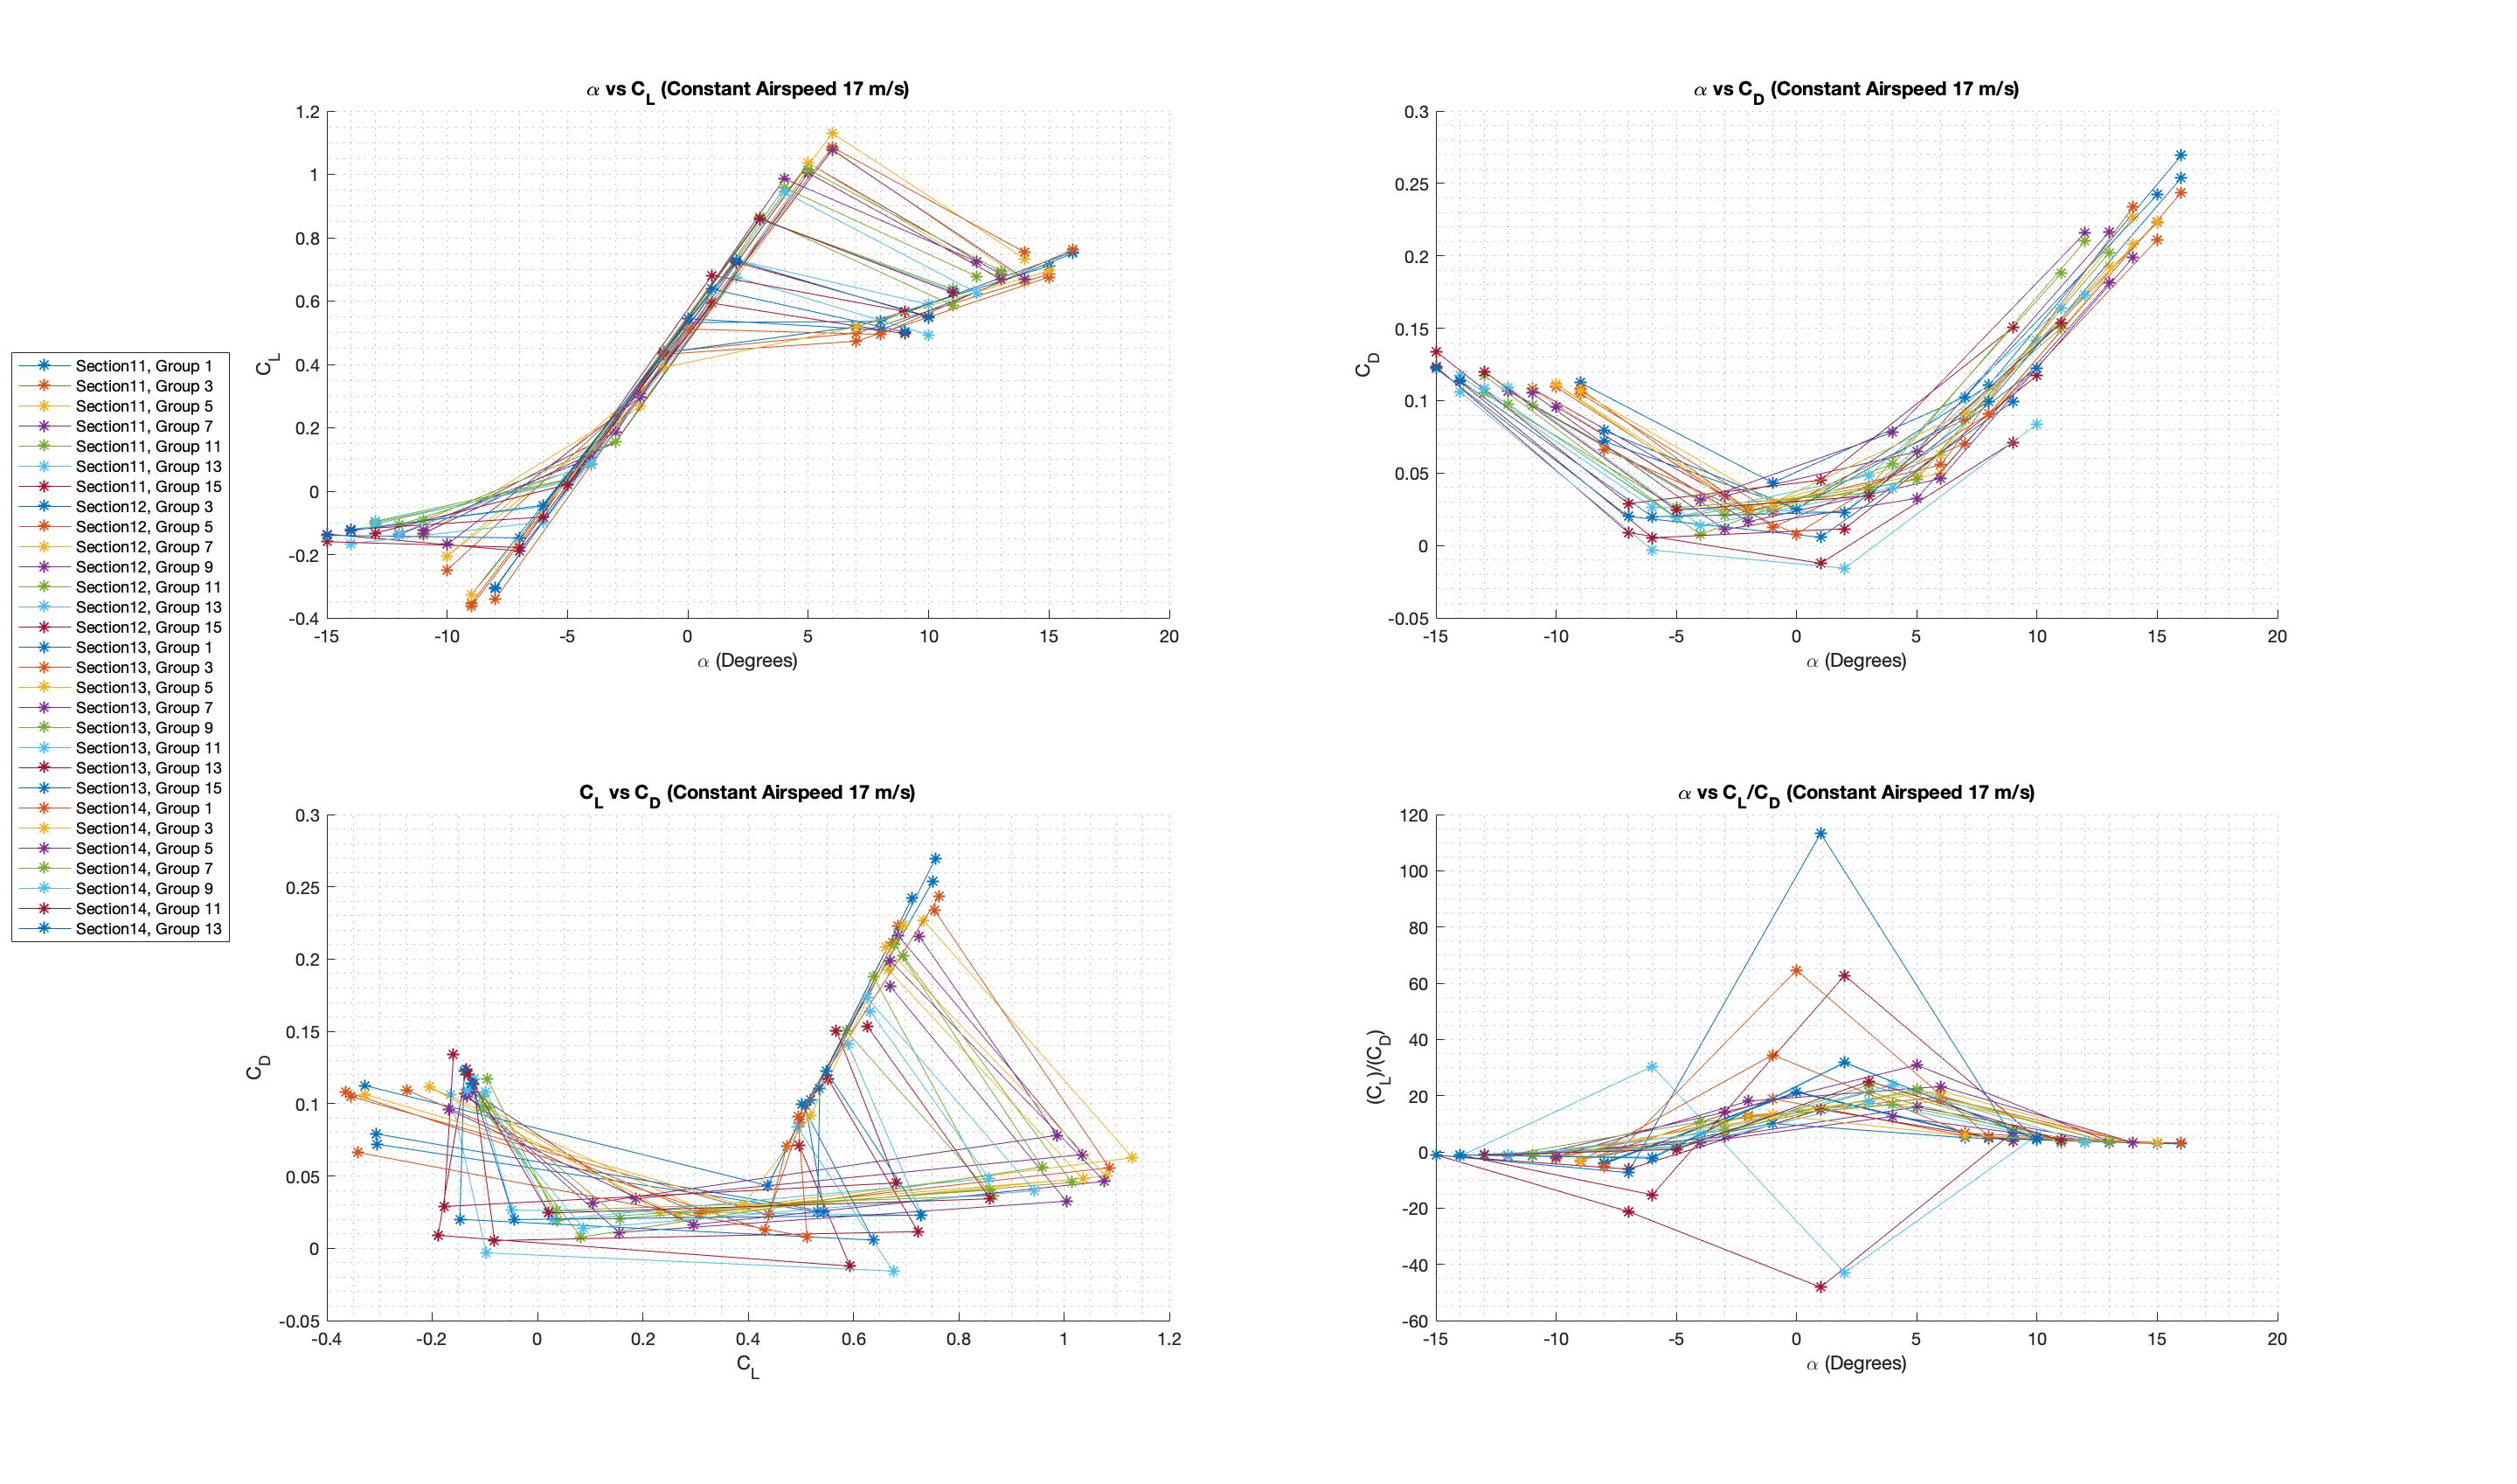 α vs C_L (Constant Airspeed 17 m/s)
1.2
1
0.8
0.6
0.4
0.2
0
-0.2
-0.4
C_L
-15 -10 -5 0 5 10 15 20
α (Degrees)
α vs C_D (Constant Airspeed 17 m/s)
0.3
0.25
0.2
0.15
0.1
0.05
0
-0.05
C_D
-15 -10 -5 0 5 10 15 20
α (Degrees)
Section11, Group 1
Section11, Group 3
Section11, Group 5
Section11, Group 7
Section11, Group 11
Section11, Group 13
Section11, Group 15
Section12, Group 3
Section12, Group 5
Section12, Group 7
Section12, Group 9
Section12, Group 11
Section12, Group 13
Section12, Group 15
Section13, Group 1
Section13, Group 3
Section13, Group 5
Section13, Group 7
Section13, Group 9
Section13, Group 11
Section13, Group 13
Section13, Group 15
Section14, Group 1
Section14, Group 3
Section14, Group 5
Section14, Group 7
Section14, Group 9
Section14, Group 11
Section14, Group 13
C_L vs C_D (Constant Airspeed 17 m/s)
0.3
0.25
0.2
0.15
0.1
0.05
0
-0.05
C_D
-0.4 -0.2 0 0.2 0.4 0.6 0.8 1 1.2
C_L
α vs C_L/C_D (Constant Airspeed 17 m/s)
120
100
80
60
40
20
0
-20
-40
-60
(C_L)/(C_D)
-15 -10 -5 0 5 10 15 20
α (Degrees)